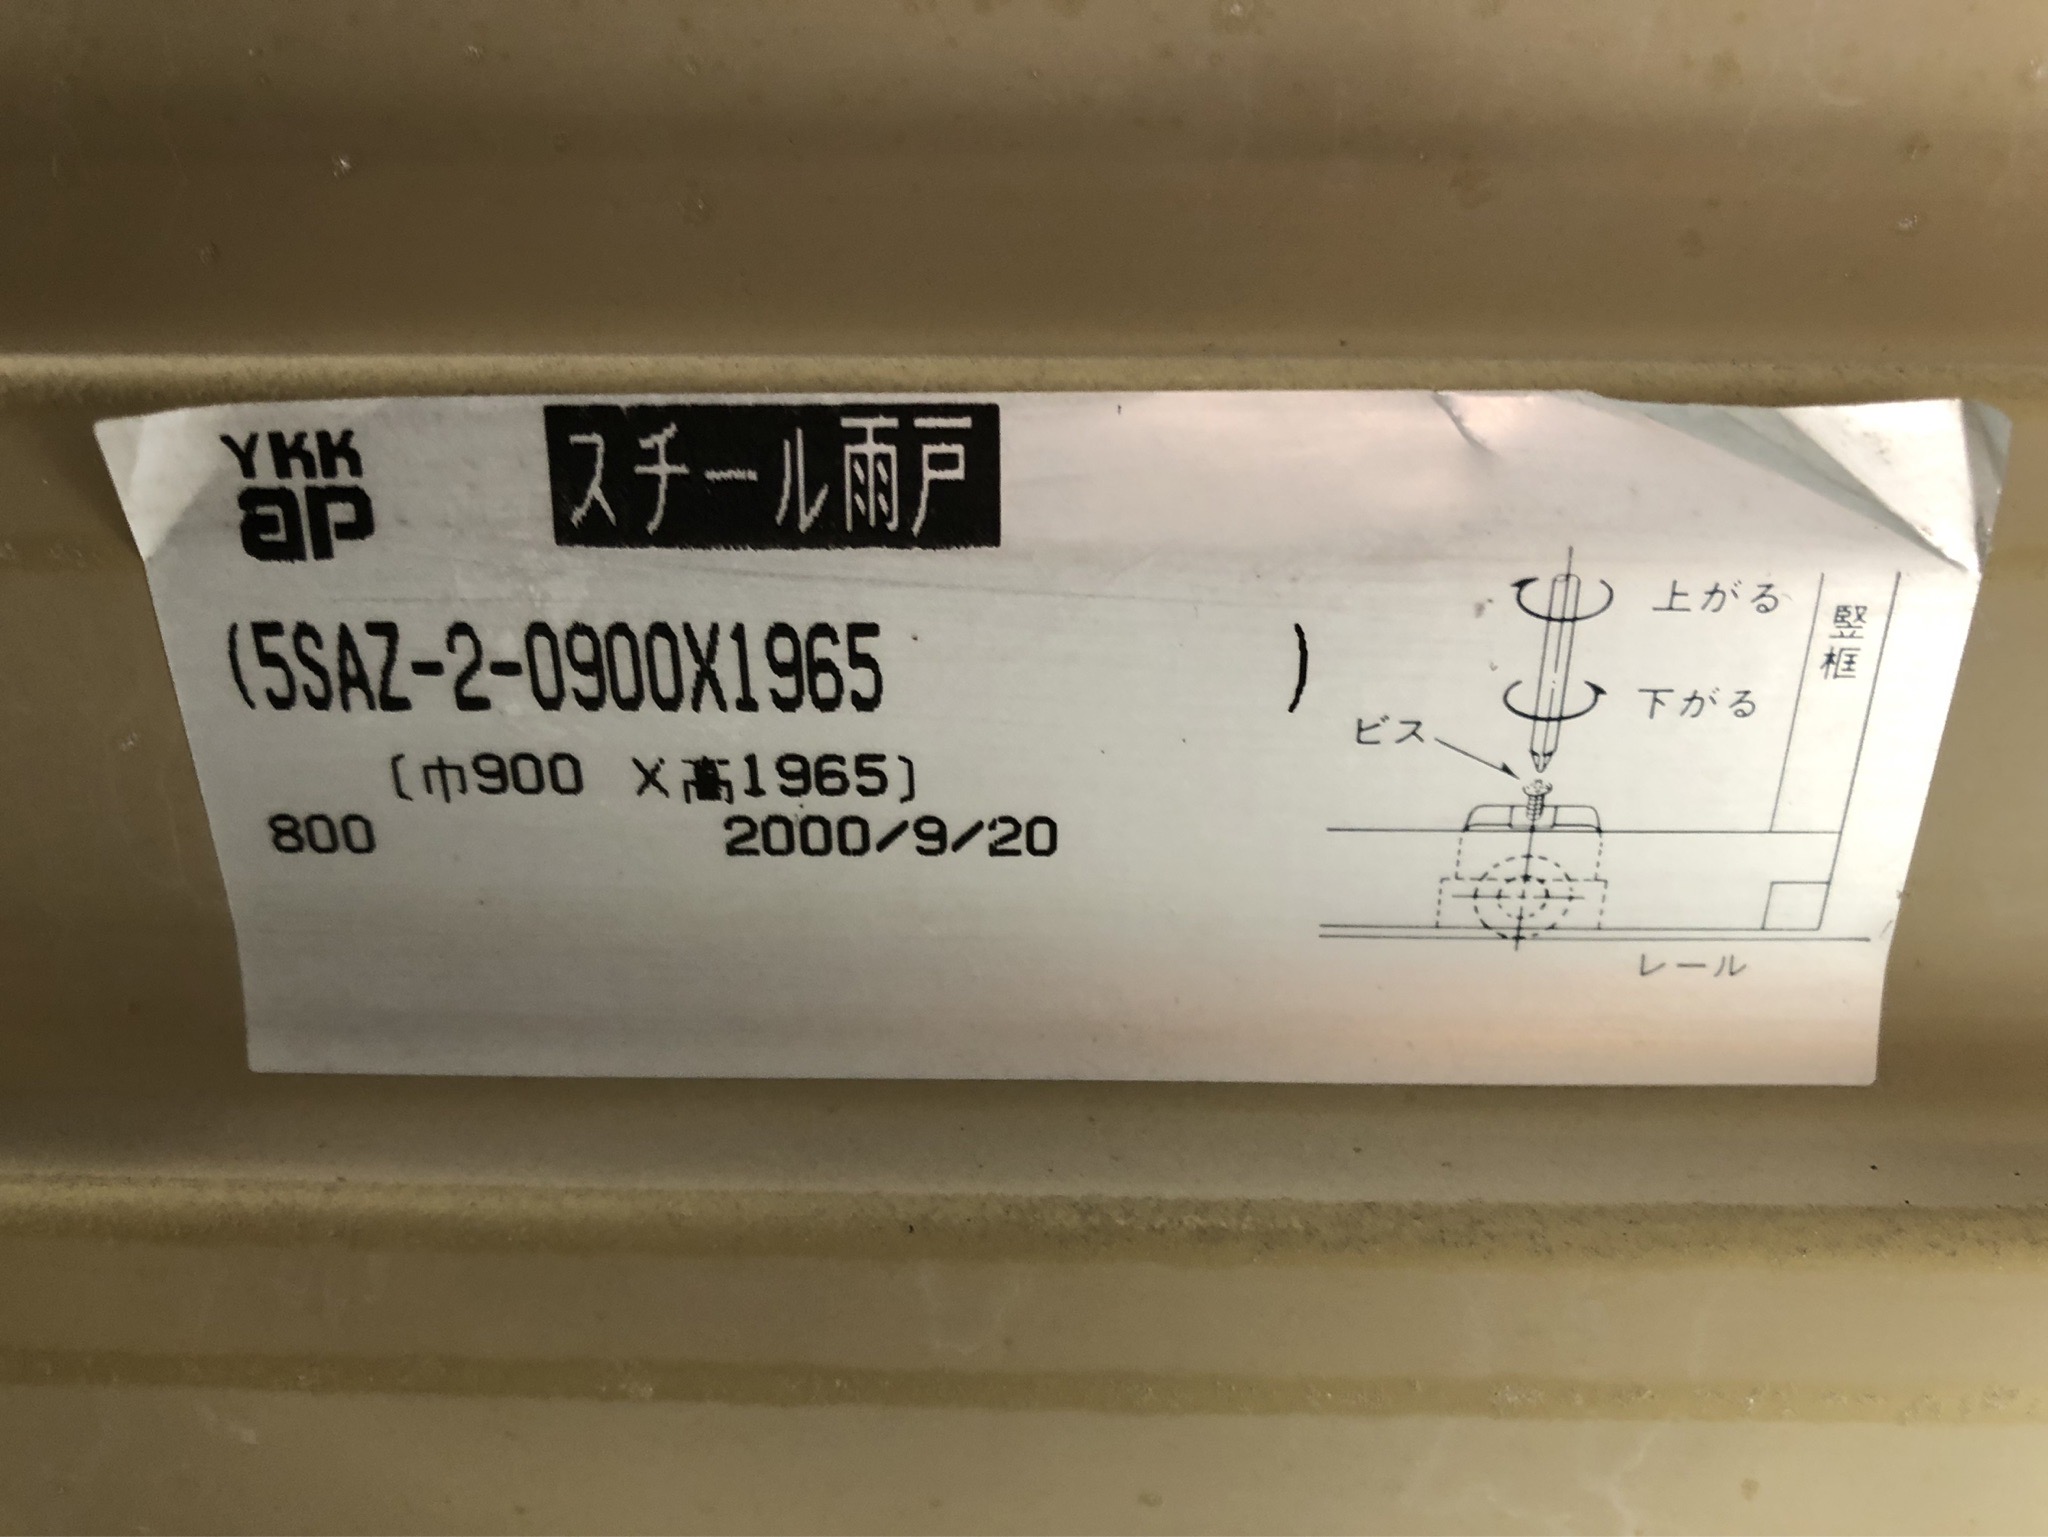 YKK
ap
スチール雨戸
(5SAZ-2-0900X1965 )
[巾900 X高1965]
800 2000/9/20
上がる
下がる
ビス
竪框
レール